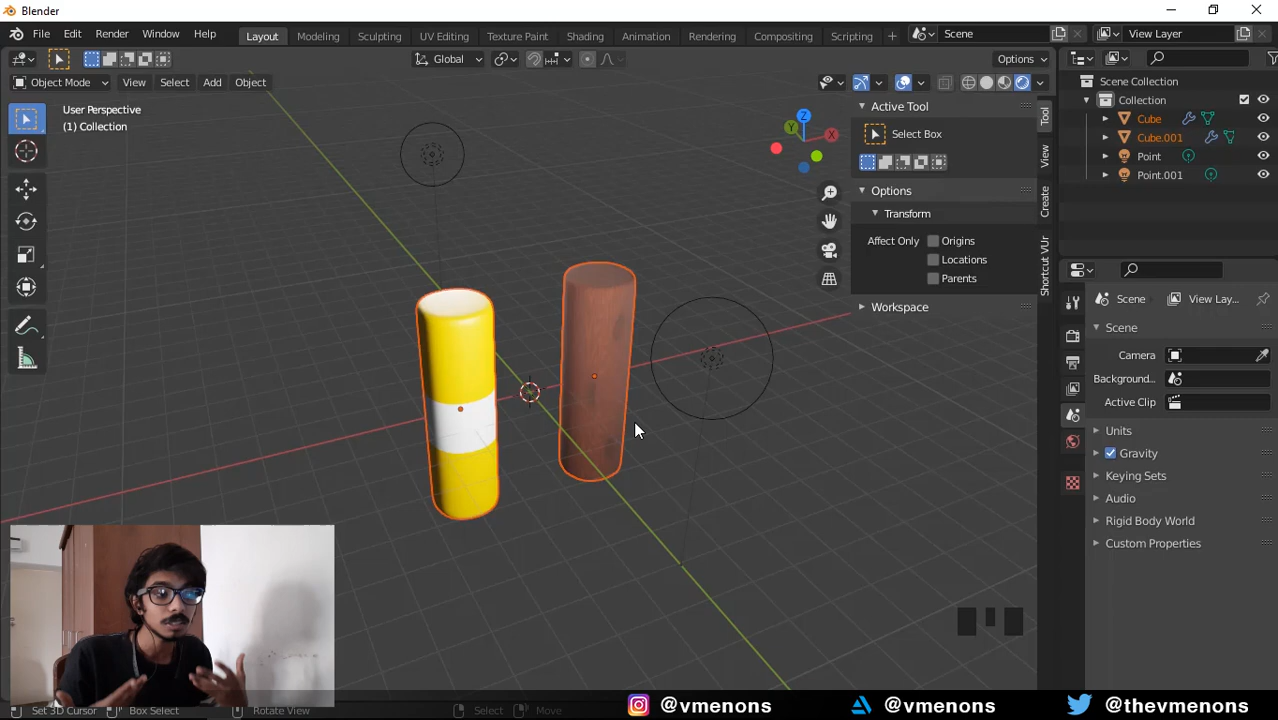 Blender
File Edit Render Window Help Layout Modeling Sculpting UV Editing Texture Paint Shading Animation Rendering Compositing Scripting + Scene View Layer
Global Options
Object Mode View Select Add Object
User Perspective
(1) Collection
Z
Y
X
Active Tool
Select Box
Options
Transform
Affect Only Origins
Locations
Parents
Workspace
Tool
View
Create
Shortcut VUr
Scene Collection
Collection
Cube
Cube.001
Point
Point.001
Scene View Lay...
Scene
Camera
Background...
Active Clip
Units
Gravity
Keying Sets
Audio
Rigid Body World
Custom Properties
Set 3D Cursor Box Select Rotate View Select Move
@vmenons @vmenons @thevmenons